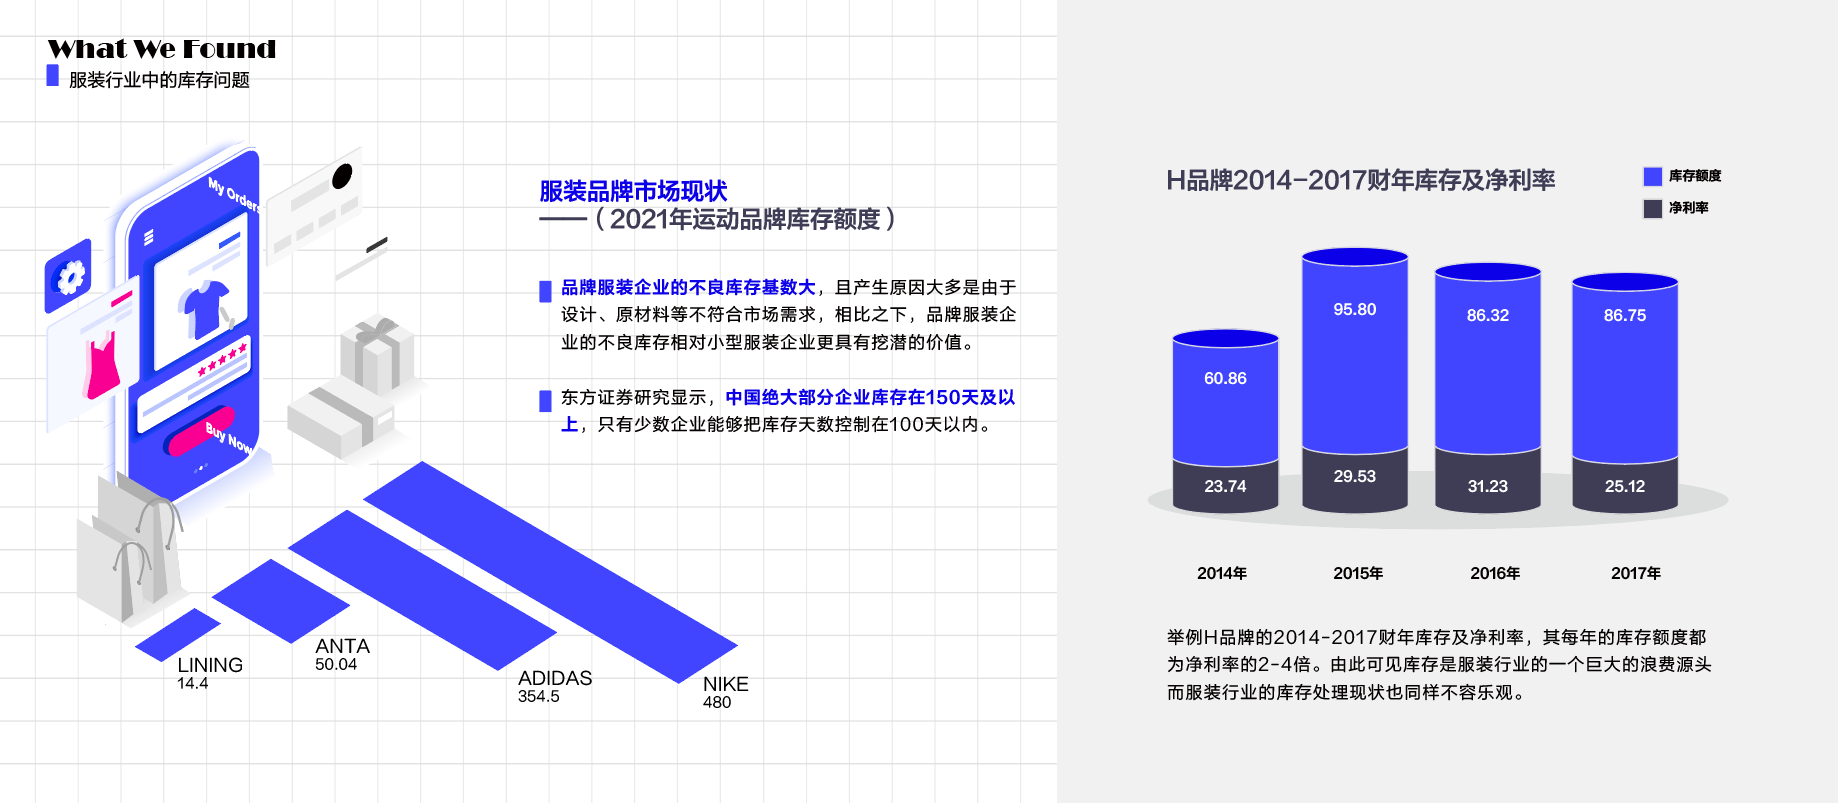 What We Found
服装行业中的库存问题
My Orders
Buy Now
服装品牌市场现状
——（2021年运动品牌库存额度）
品牌服装企业的不良库存基数大，且产生原因大多是由于
设计、原材料等不符合市场需求，相比之下，品牌服装企
业的不良库存相对小型服装企业更具有挖潜的价值。
东方证券研究显示，中国绝大部分企业库存在150天及以
上，只有少数企业能够把库存天数控制在100天以内。
LINING
14.4
ANTA
50.04
ADIDAS
354.5
NIKE
480
H品牌2014-2017财年库存及净利率
库存额度
净利率
60.86
95.80
86.32
86.75
23.74
29.53
31.23
25.12
2014年
2015年
2016年
2017年
举例H品牌的2014-2017财年库存及净利率，其每年的库存额度都
为净利率的2-4倍。由此可见库存是服装行业的一个巨大的浪费源头
而服装行业的库存处理现状也同样不容乐观。